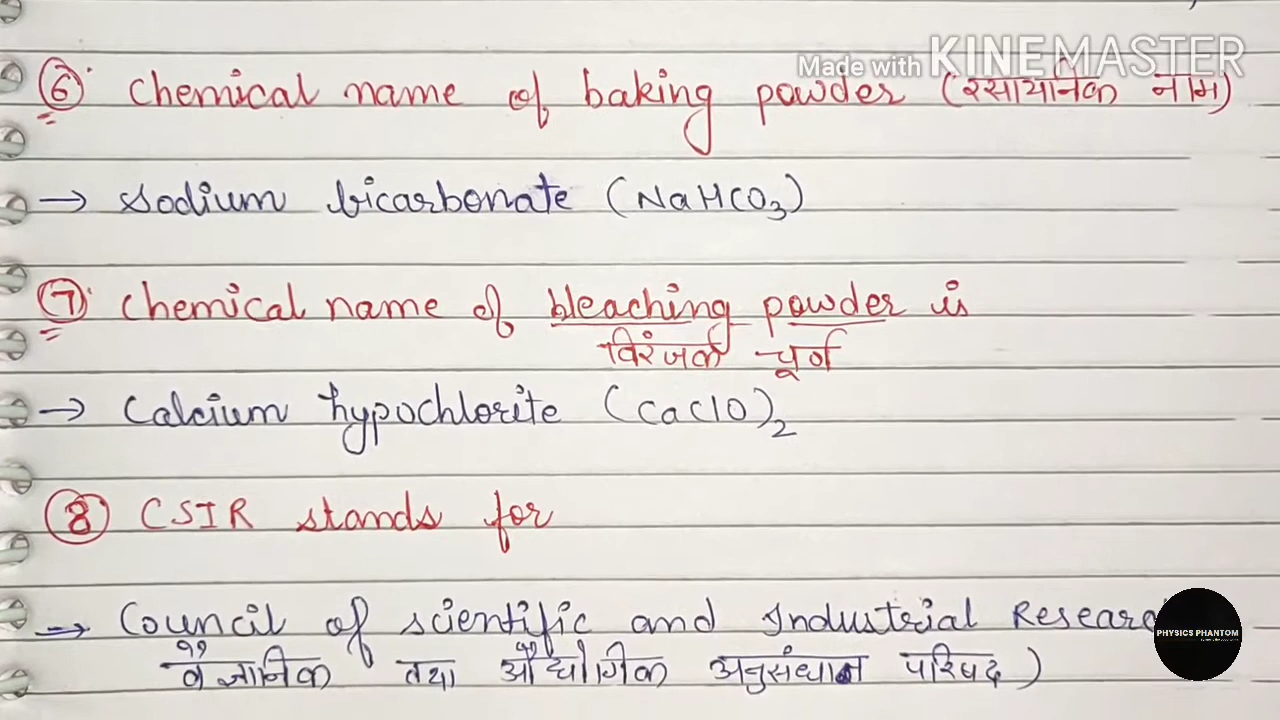 Made with KINEMASTER
6 Chemical name of baking powder (रसायनिक नाम)
→ Sodium bicarbonate (NaHCO3)
7 Chemical name of bleaching powder is
विरंजक चूर्ण
→ Calcium hypochlorite (CaClO)2
8 CSIR stands for
→ Council of scientific and Industrial Resear
वैज्ञानिक तथा औद्योगिक अनुसंधान परिषद)
PHYSICS PHANTOM